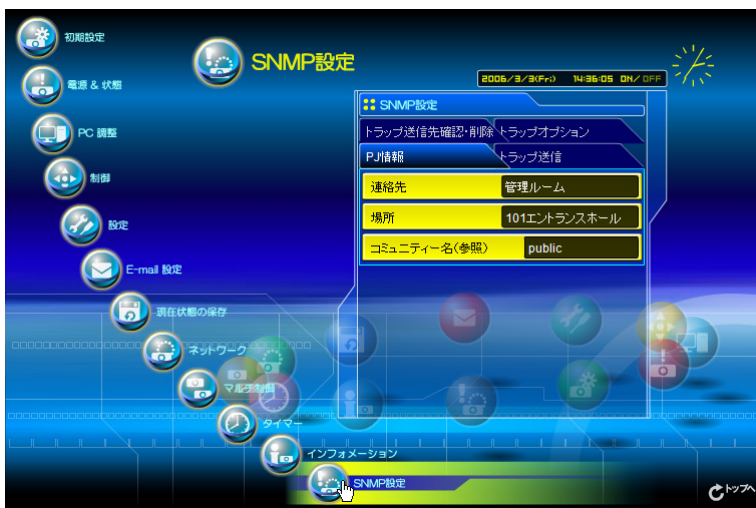 初期設定
SNMP設定
電源 & 状態
2006/3/3(Fri) 14:36:05 ON/OFF
SNMP設定
PC 調整
トラップ送信先確認・削除 トラップオプション
PJ情報 トラップ送信
制御
連絡先 管理ルーム
場所 101エントランスホール
設定
コミュニティー名(参照) public
E-mail 設定
現在状態の保存
ネットワーク
マルチ制御
タイマー
インフォメーション
SNMP設定
トップへ